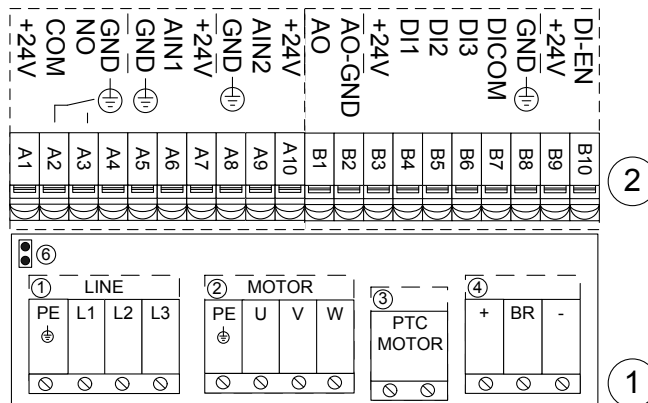 +24V COM NO GND GND AIN1 +24V GND AIN2 +24V AO AO-GND +24V DI1 DI2 DI3 DICOM GND +24V DI-EN
A1 A2 A3 A4 A5 A6 A7 A8 A9 A10 B1 B2 B3 B4 B5 B6 B7 B8 B9 B10
2
6
1 LINE 2 MOTOR 3 4
PE L1 L2 L3 PE U V W PTC MOTOR + BR -
1